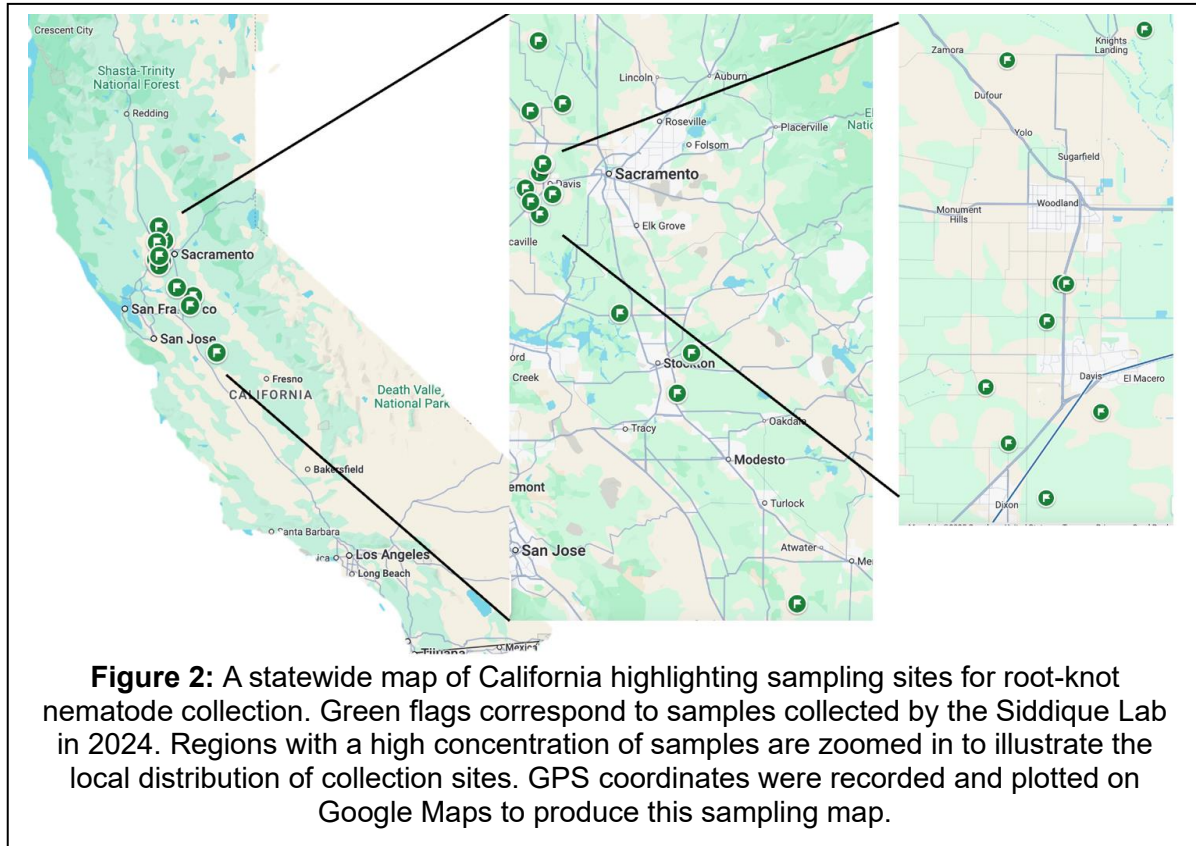 Crescent City
Shasta-Trinity
National Forest
Redding
Sacramento
San Jose
Fresno
CALIFORNIA
Death Valley
National Park
Bakersfield
Santa Barbara
Los Angeles
Long Beach
Tijuana
Lincoln
Auburn
Roseville
Placerville
Folsom
Sacramento
Davis
Elk Grove
acaville
Stockton
Creek
Tracy
Oakdale
Modesto
emont
Turlock
San Jose
Atwater
Knights
Landing
Zamora
Dufour
Yolo
Sugarfield
Woodland
Monument
Hills
Davis
El Macero
Dixon
Figure 2: A statewide map of California highlighting sampling sites for root-knot
nematode collection. Green flags correspond to samples collected by the Siddique Lab
in 2024. Regions with a high concentration of samples are zoomed in to illustrate the
local distribution of collection sites. GPS coordinates were recorded and plotted on
Google Maps to produce this sampling map.